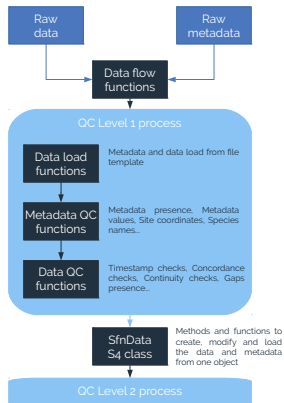 Raw
data
Raw
metadata
Data flow
functions
QC Level 1 process
Data load
functions
Metadata and data load from file
template
Metadata QC
functions
Metadata presence, Metadata
values, Site coordinates, Species
names...
Data QC
functions
Timestamp checks, Concordance
checks, Continuity checks, Gaps
presence...
SfnData
S4 class
Methods and functions to
create, modify and load
the data and metadata
from one object
QC Level 2 process